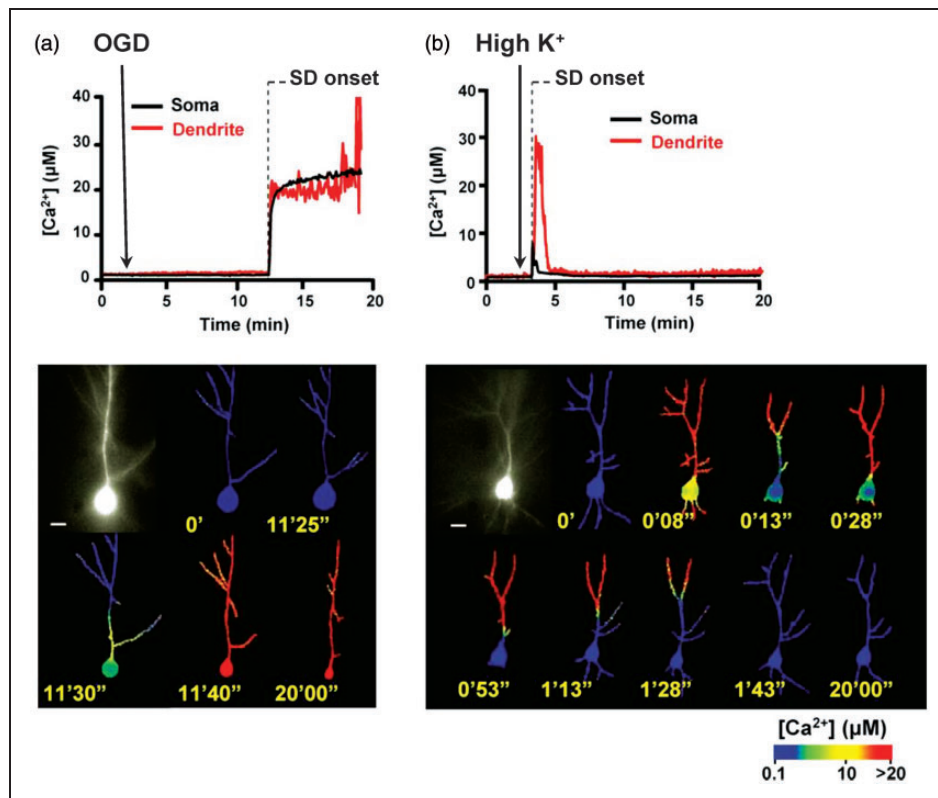 (a) OGD
SD onset
Soma
Dendrite
[Ca²⁺] (µM)
40
30
20
10
0
0 5 10 15 20
Time (min)
(b) High K⁺
SD onset
Soma
Dendrite
[Ca²⁺] (µM)
40
30
20
10
0
0 5 10 15 20
Time (min)
0' 11'25"
11'30" 11'40" 20'00"
0' 0'08" 0'13" 0'28"
0'53" 1'13" 1'28" 1'43" 20'00"
[Ca²⁺] (µM)
0.1 10 >20